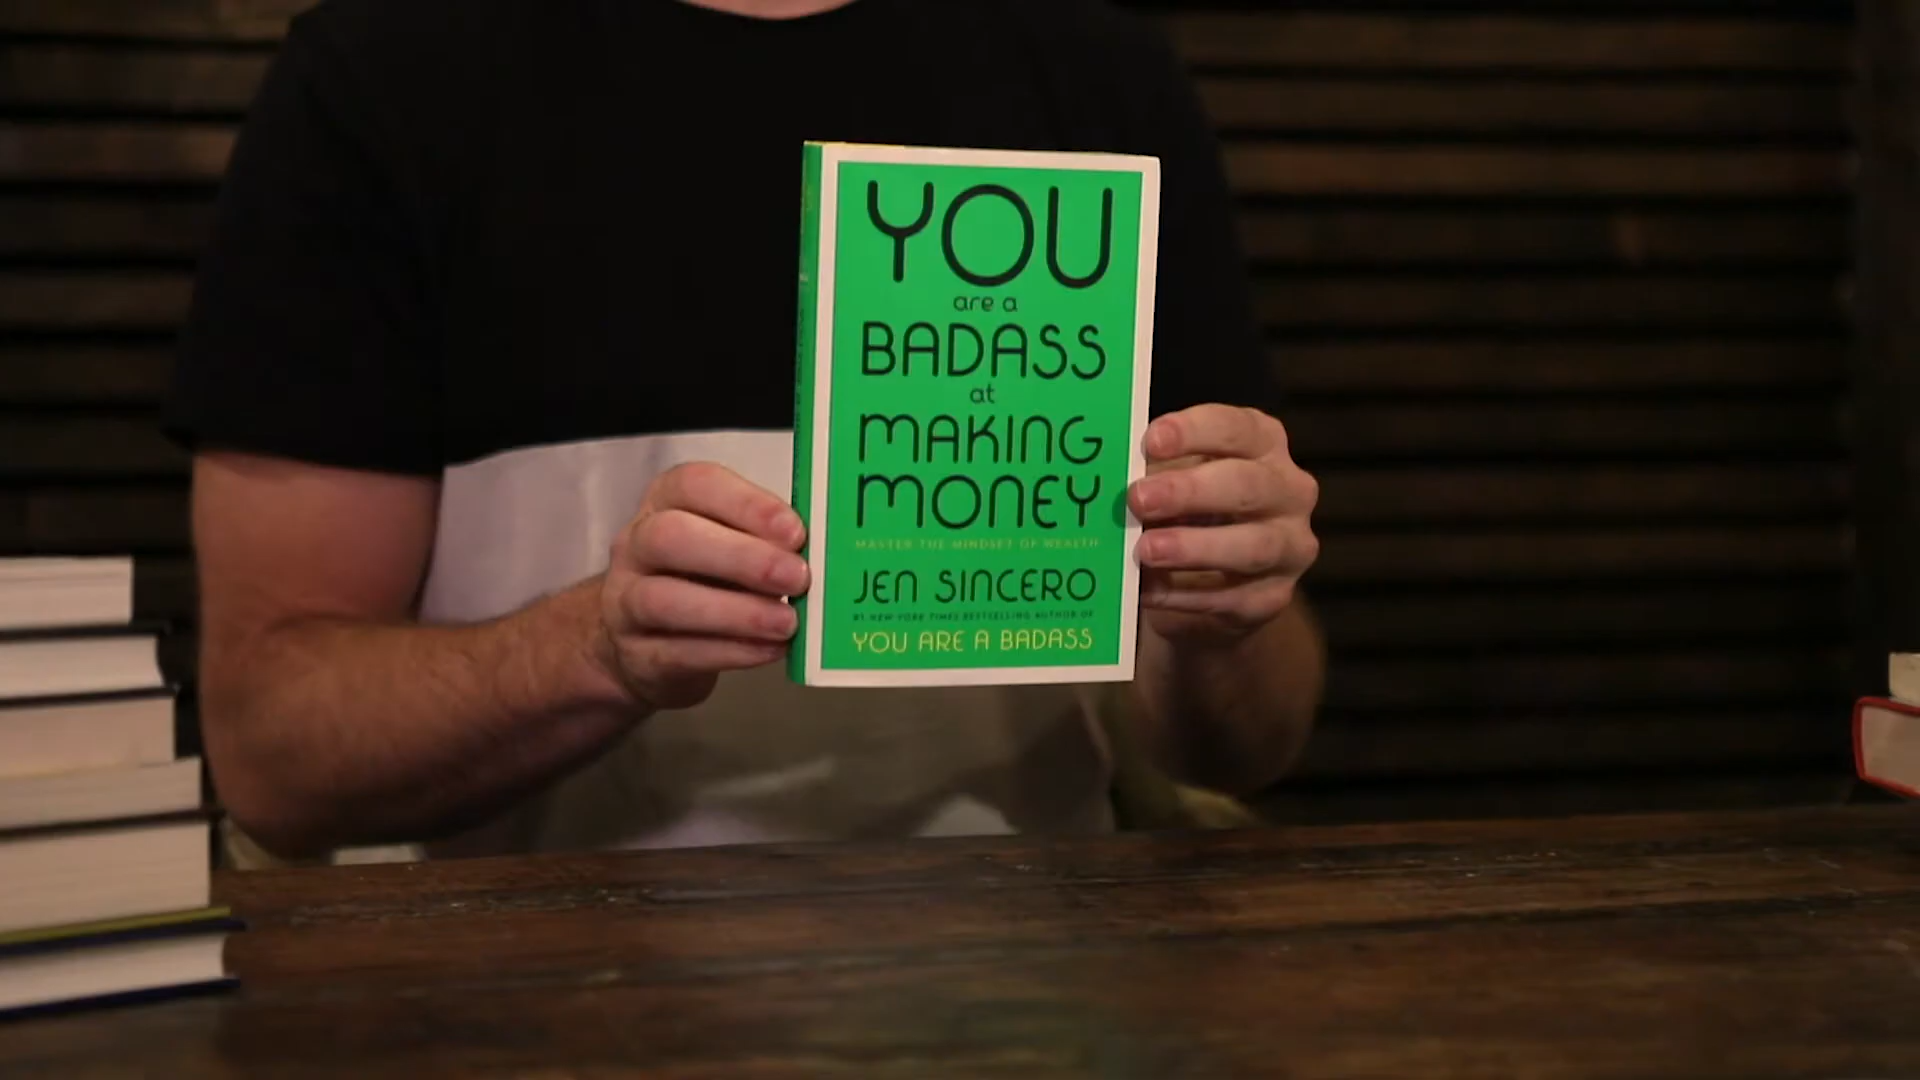 YOU
are a
BADASS
at
MAKING
MONEY
MASTER THE MINDSET OF WEALTH
JEN SINCERO
#1 NEW YORK TIMES BESTSELLING AUTHOR OF
YOU ARE A BADASS